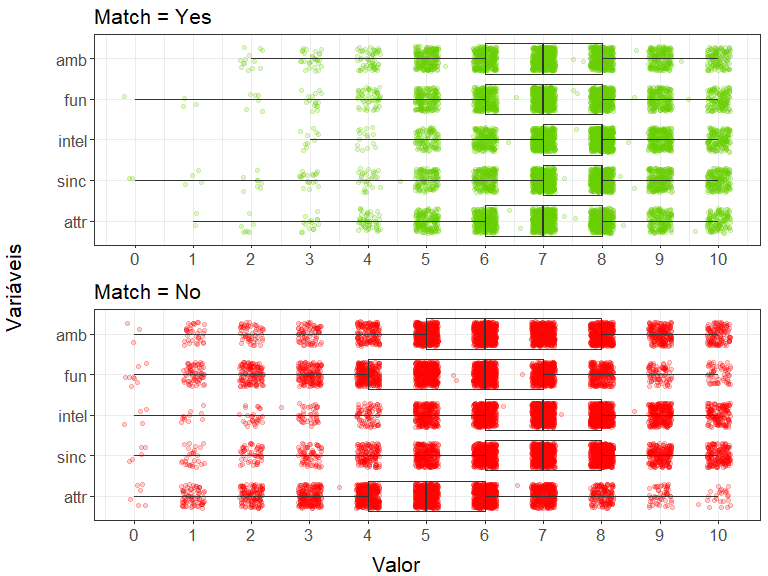 Match = Yes
amb
fun
intel
sinc
attr
0 1 2 3 4 5 6 7 8 9 10
Variáveis
Match = No
amb
fun
intel
sinc
attr
0 1 2 3 4 5 6 7 8 9 10
Valor